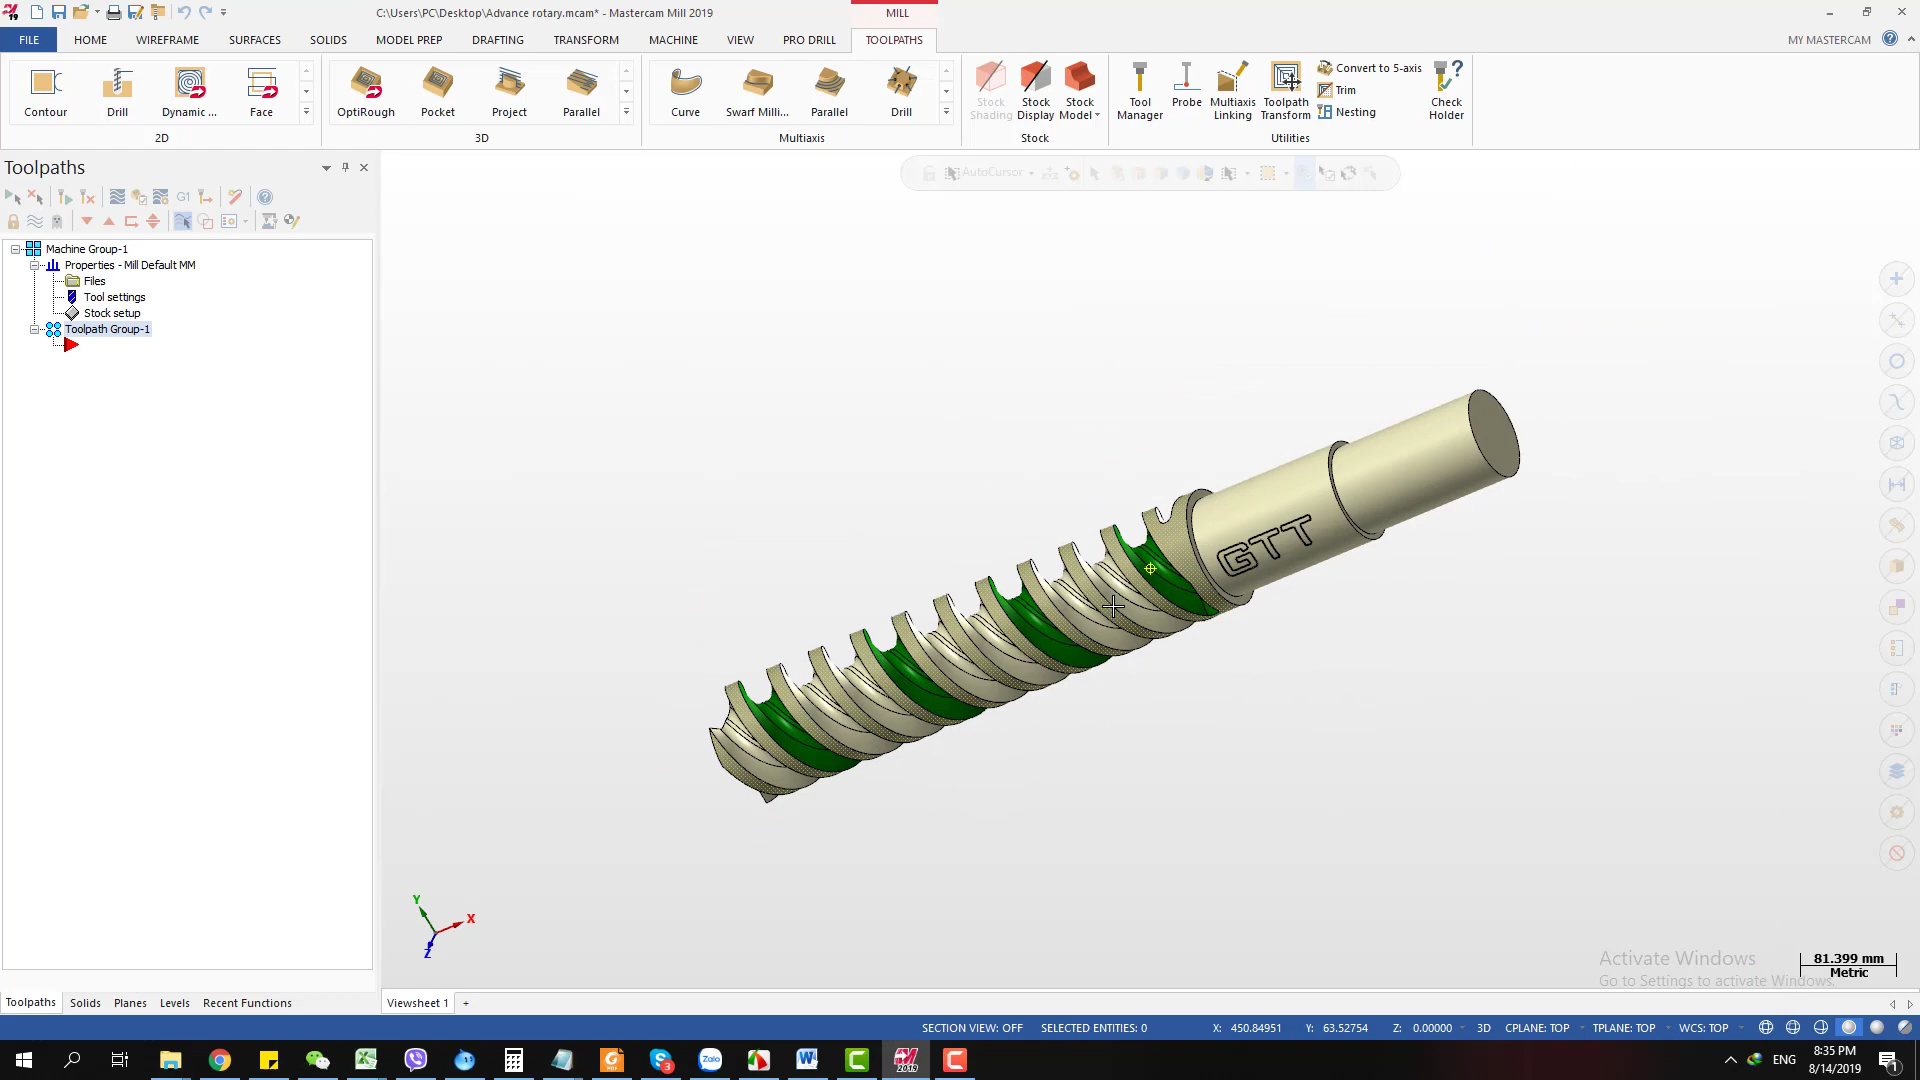 C:\Users\PC\Desktop\Advance rotary.mcam* - Mastercam Mill 2019
MILL
FILE HOME WIREFRAME SURFACES SOLIDS MODEL PREP DRAFTING TRANSFORM MACHINE VIEW PRO DRILL TOOLPATHS MY MASTERCAM
Contour Drill Dynamic ... Face
2D
OptiRough Pocket Project Parallel
3D
Curve Swarf Milli... Parallel Drill
Multiaxis
Stock Shading
Stock Display
Stock Model
Stock
Tool Manager
Probe
Multiaxis Linking
Toolpath Transform
Convert to 5-axis
Trim
Nesting
Check Holder
Utilities
Toolpaths
AutoCursor
G1
Machine Group-1
Properties - Mill Default MM
Files
Tool settings
Stock setup
Toolpath Group-1
GTT
Y
X
Z
Activate Windows
Go to Settings to activate Windows.
81.399 mm
Metric
Toolpaths Solids Planes Levels Recent Functions
Viewsheet 1 +
SECTION VIEW: OFF SELECTED ENTITIES: 0 X: 450.84951 Y: 63.52754 Z: 0.00000 3D CPLANE: TOP TPLANE: TOP WCS: TOP
2019
Zalo
3
ENG
8:35 PM
8/14/2019
1